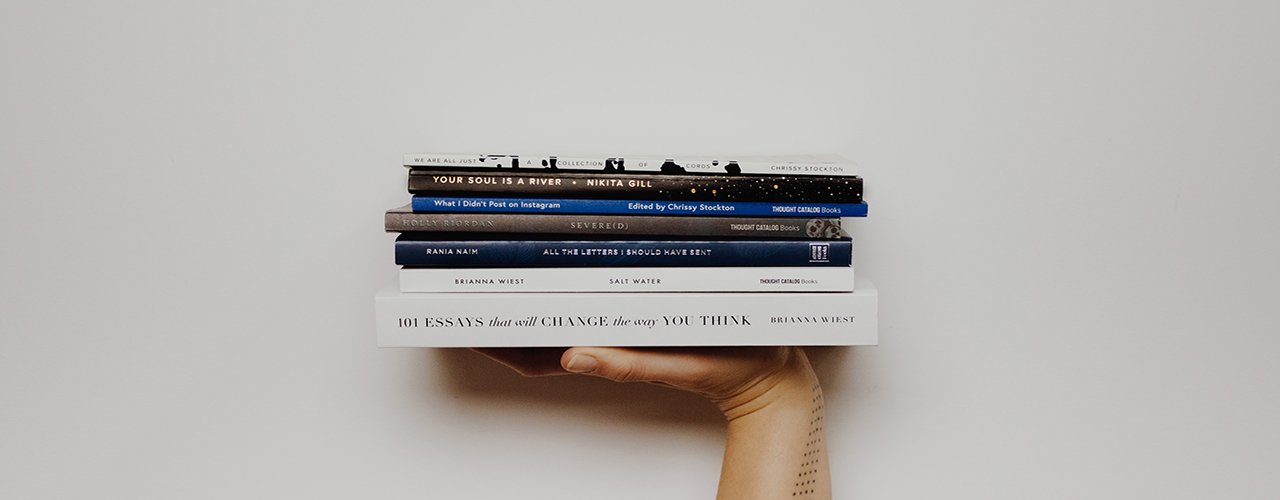 WE ARE ALL JUST A COLLECTION OF CORDS CHRISSY STOCKTON
YOUR SOUL IS A RIVER • NIKITA GILL
What I Didn't Post on Instagram Edited by Chrissy Stockton THOUGHT CATALOG Books
HOLLY RIORDAN SEVERE(D) THOUGHT CATALOG Books
RANIA NAIM ALL THE LETTERS I SHOULD HAVE SENT
BRIANNA WIEST SALT WATER THOUGHT CATALOG Books
101 ESSAYS that will CHANGE the way YOU THINK BRIANNA WIEST